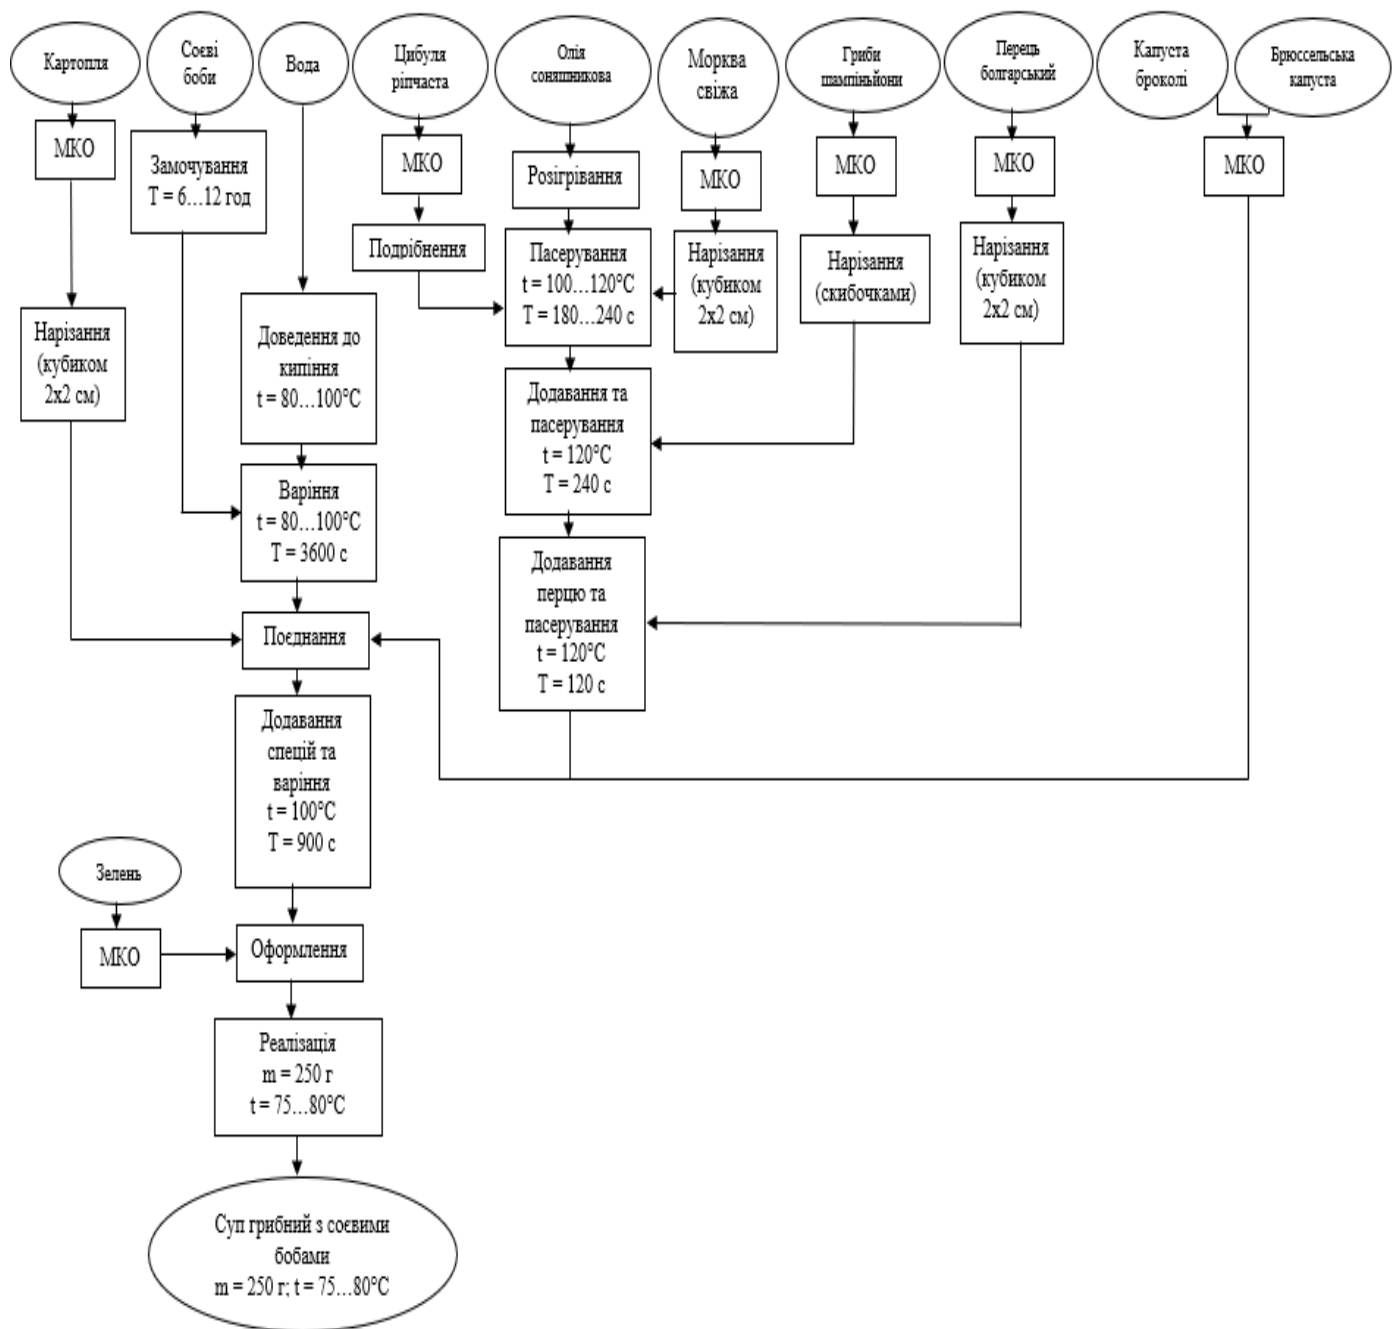 Картопля
Соєві
боби
Вода
Цибуля
ріпчаста
Олія
соняшникова
Морква
свіжа
Гриби
шампіньйони
Перець
болгарський
Капуста
броколі
Брюссельська
капуста
МКО
Замочування
T = 6…12 год
МКО
Розігрівання
МКО
МКО
МКО
МКО
Подрібнення
Пасерування
t = 100…120°C
T = 180…240 с
Нарізання
(кубиком
2х2 см)
Нарізання
(скибочками)
Нарізання
(кубиком
2х2 см)
Нарізання
(кубиком
2х2 см)
Доведення до
кипіння
t = 80…100°C
Додавання та
пасерування
t = 120°C
T = 240 с
Варіння
t = 80…100°C
T = 3600 с
Додавання
перцю та
пасерування
t = 120°C
T = 120 с
Поєднання
Додавання
спецій та
варіння
t = 100°C
T = 900 с
Зелень
МКО
Оформлення
Реалізація
m = 250 г
t = 75…80°C
Суп грибний з соєвими
бобами
m = 250 г; t = 75…80°C